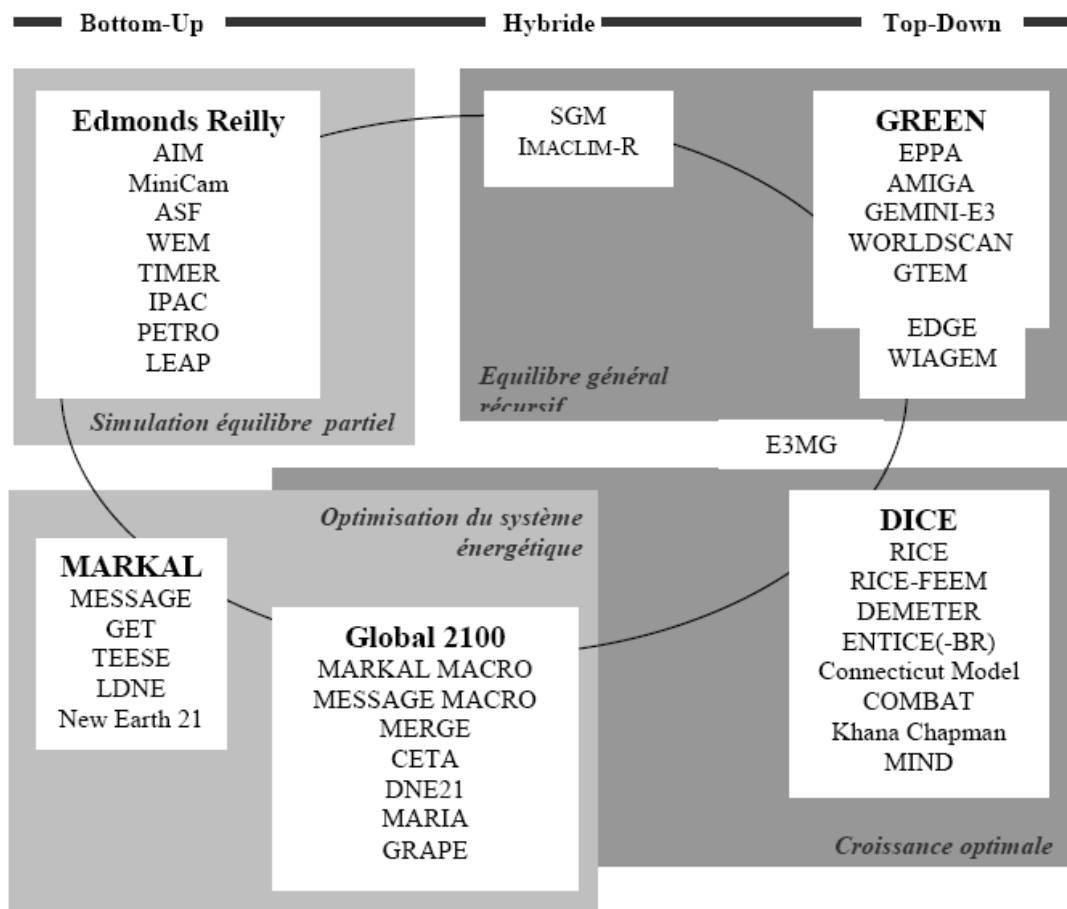 Bottom-Up
Hybride
Top-Down
Edmonds Reilly
AIM
MiniCam
ASF
WEM
TIMER
IPAC
PETRO
LEAP
Simulation équilibre partiel
SGM
IMACLIM-R
GREEN
EPPA
AMIGA
GEMINI-E3
WORLDSCAN
GTEM
EDGE
WIAGEM
Equilibre général
récursif
E3MG
Optimisation du système
énergétique
MARKAL
MESSAGE
GET
TEESE
LDNE
New Earth 21
Global 2100
MARKAL MACRO
MESSAGE MACRO
MERGE
CETA
DNE21
MARIA
GRAPE
DICE
RICE
RICE-FEEM
DEMETER
ENTICE(-BR)
Connecticut Model
COMBAT
Khana Chapman
MIND
Croissance optimale